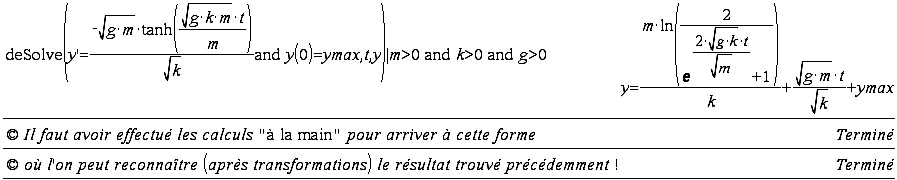 deSolve(y'=-√(g·m)·tanh(√(g·k·m)·t/m)/√k and y(0)=ymax,t,y)|m>0 and k>0 and g>0
y=m·ln(2/(e^(2·√(g·k)·t/√m)+1))/k+√(g·m)·t/√k+ymax
© Il faut avoir effectué les calculs "à la main" pour arriver à cette forme Terminé
© où l'on peut reconnaître (après transformations) le résultat trouvé précédemment ! Terminé